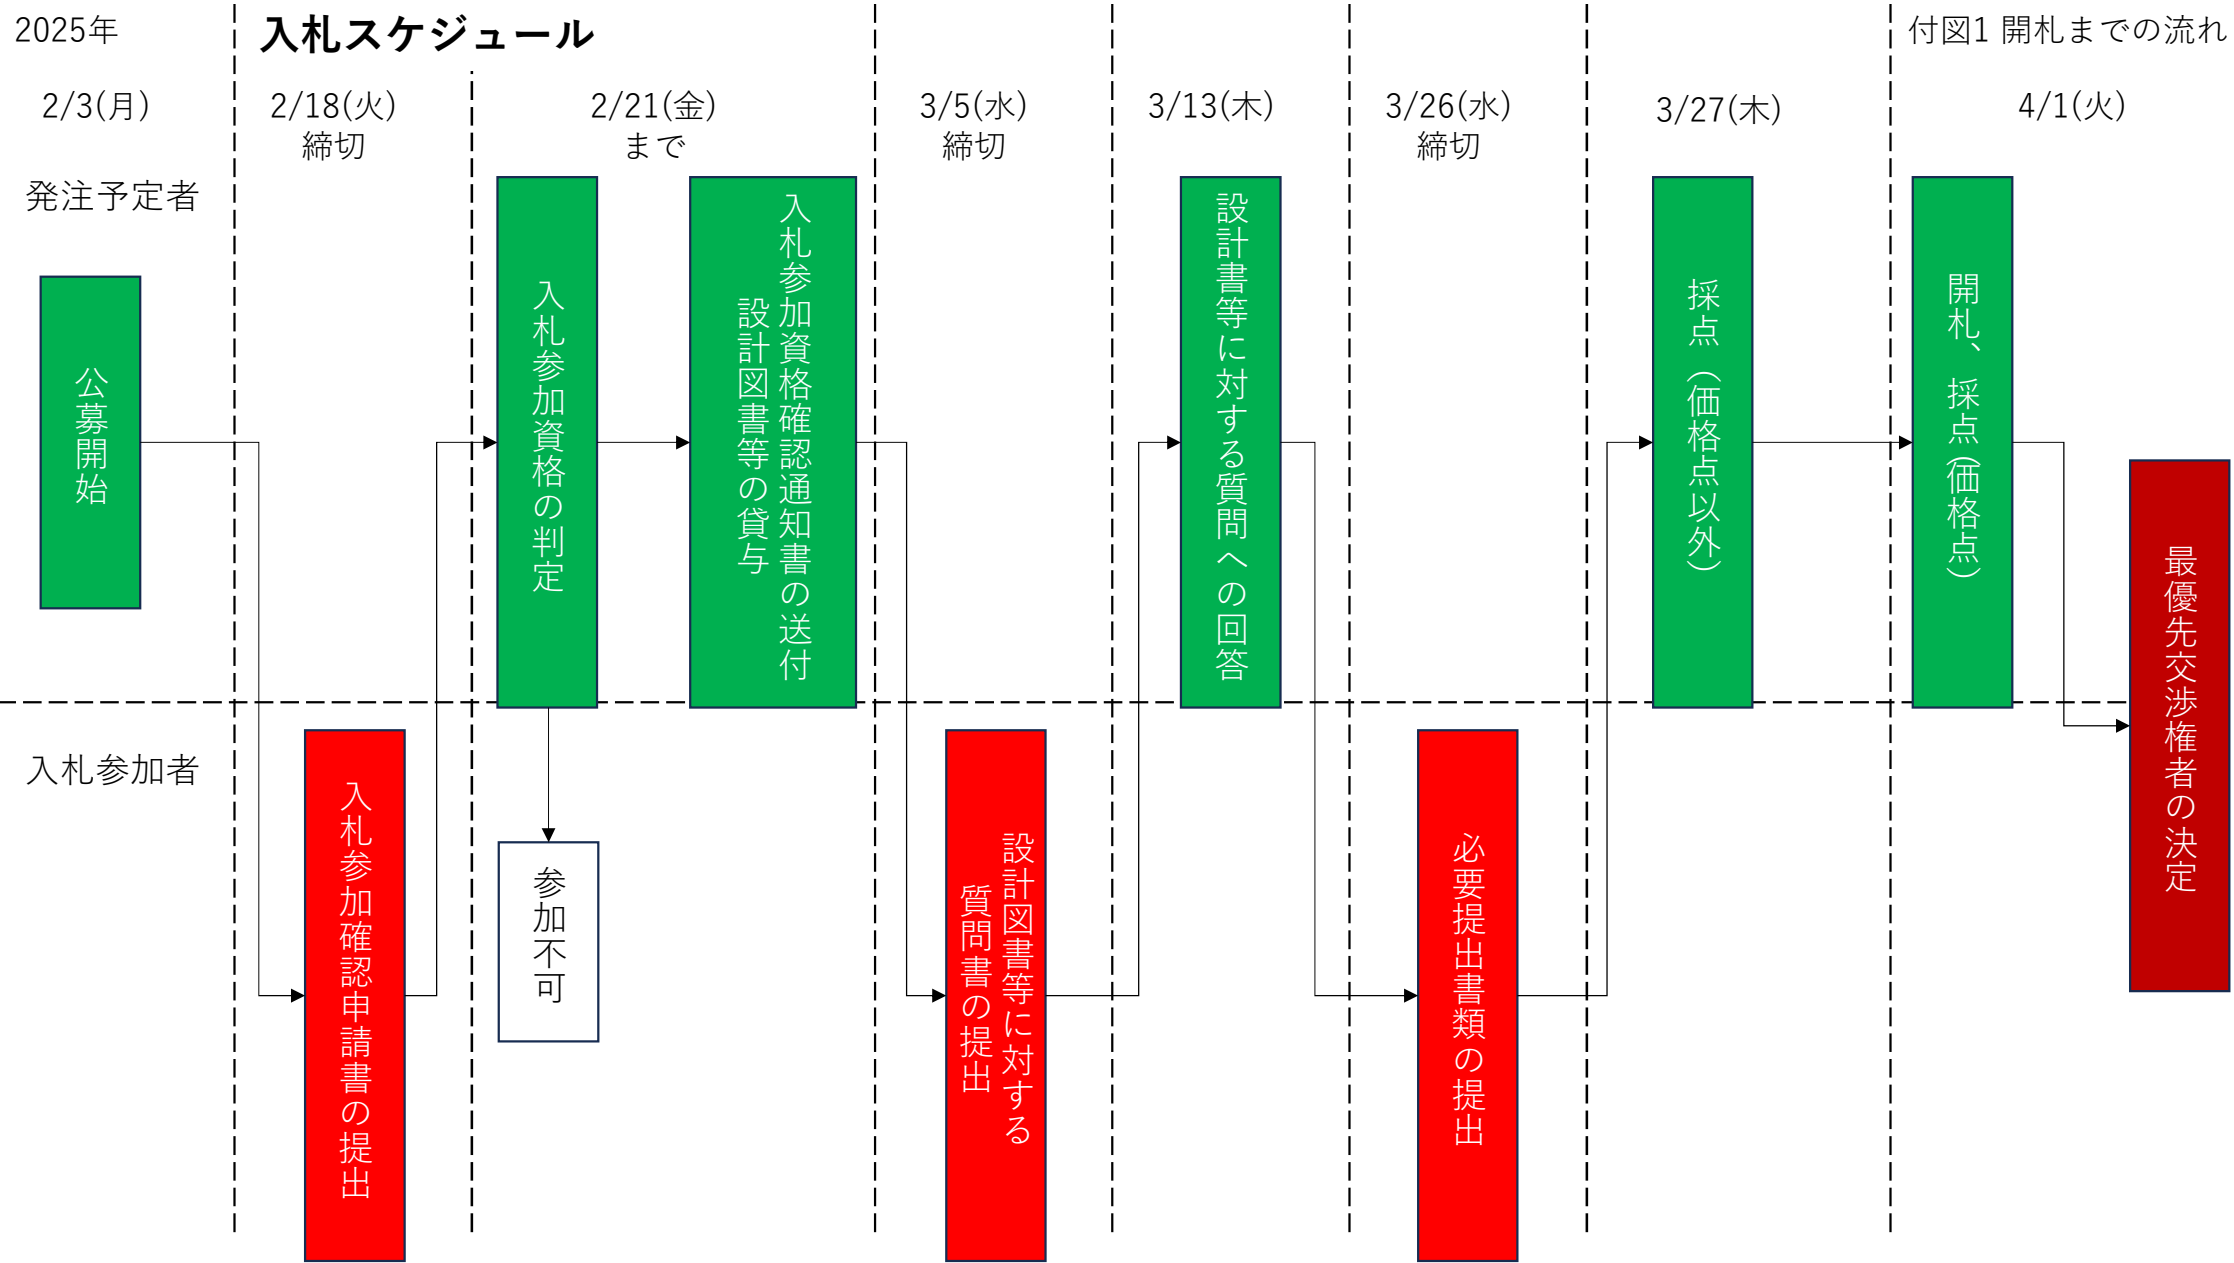 2025年
入札スケジュール
付図1 開札までの流れ
2/3(月)
2/18(火)
締切
2/21(金)
まで
3/5(水)
締切
3/13(木)
3/26(水)
締切
3/27(木)
4/1(火)
発注予定者
公募開始
入札参加資格の判定
入札参加資格確認通知書の送付
設計図書等の貸与
設計書等に対する質問への回答
採点（価格点以外）
開札、採点（価格点）
最優先交渉権者の決定
入札参加者
入札参加確認申請書の提出
参加不可
設計図書等に対する
質問書の提出
必要提出書類の提出